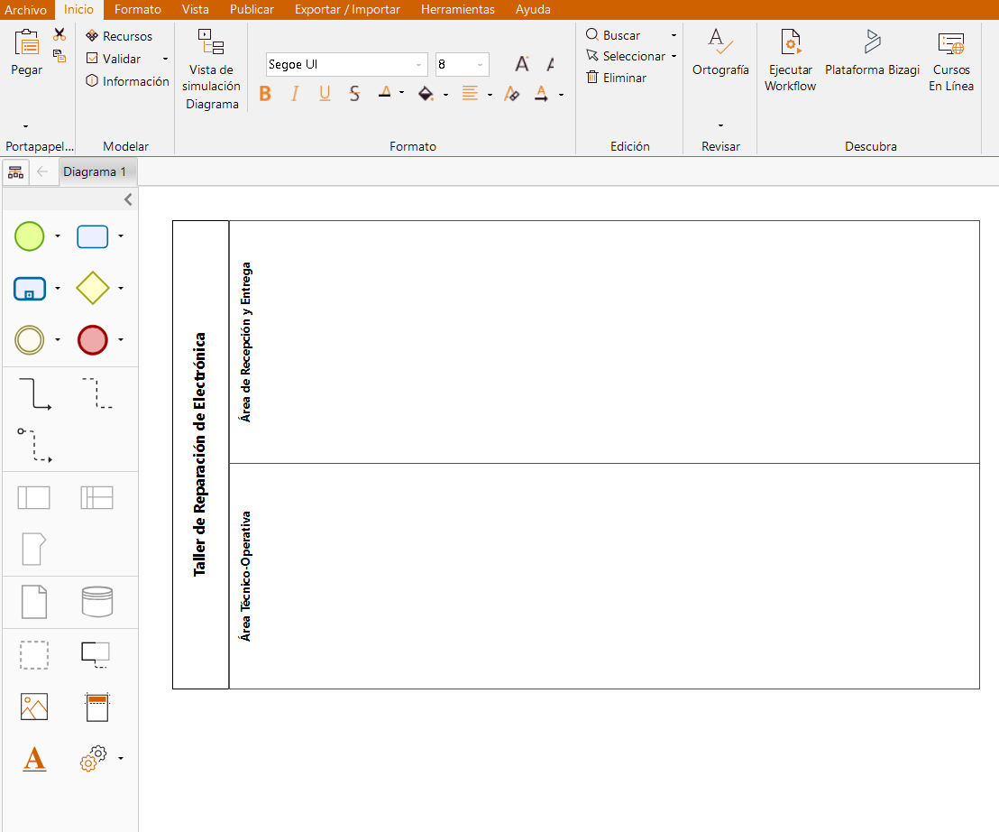 Archivo Inicio Formato Vista Publicar Exportar / Importar Herramientas Ayuda
Pegar
Portapapel...
Recursos
Validar
Información
Modelar
Vista de
simulación
Diagrama
Segoe UI 8
B I U S
Formato
Buscar
Seleccionar
Eliminar
Edición
Ortografía
Revisar
Ejecutar
Workflow
Plataforma Bizagi
Cursos
En Línea
Descubra
Diagrama 1
Taller de Reparación de Electrónica
Área de Recepción y Entrega
Área Técnico-Operativa